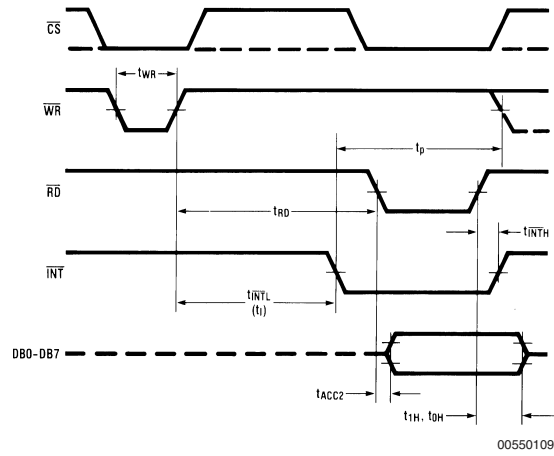 CS
tWR
WR
tp
RD
tRD
tINTH
INT
tINTL
(tI)
DB0-DB7
tACC2
t1H, t0H
00550109